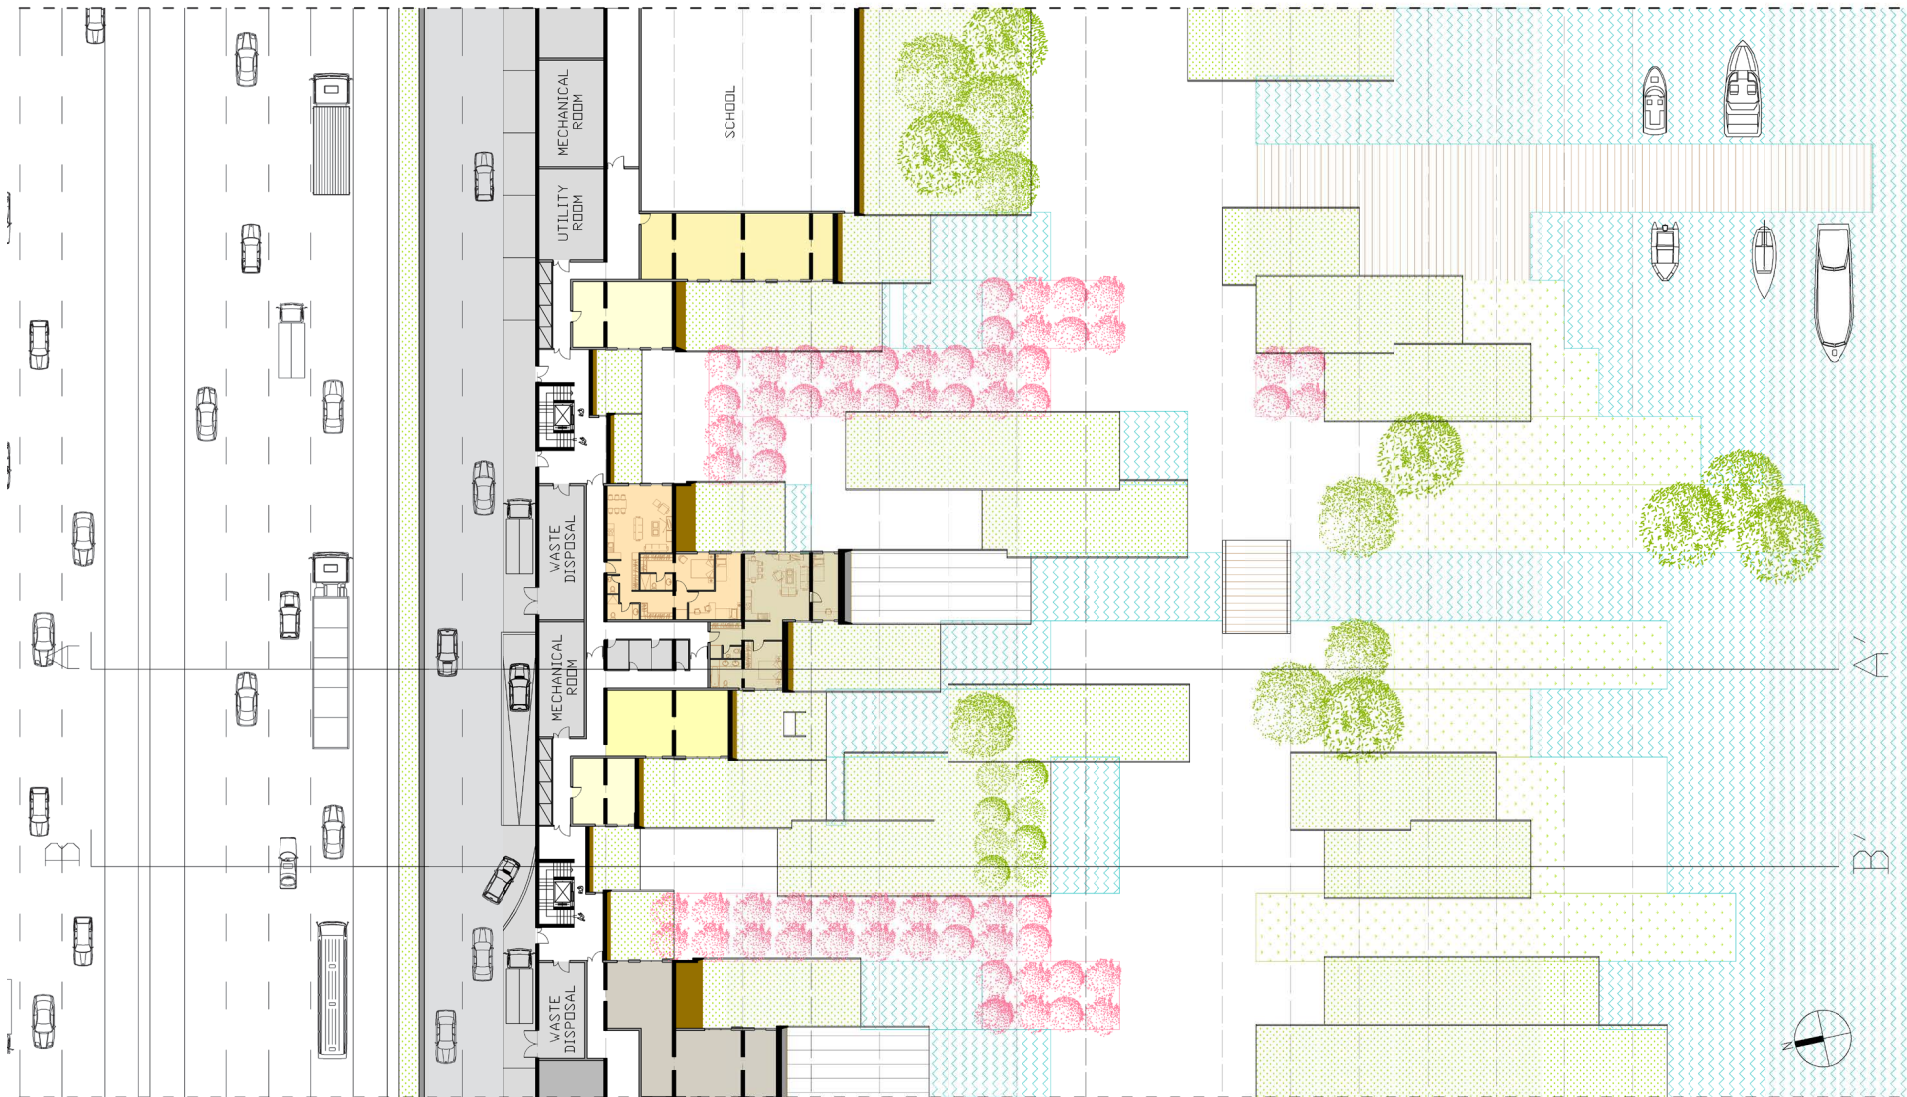 SCHOOL
MECHANICAL
ROOM
UTILITY
ROOM
WASTE
DISPOSAL
MECHANICAL
ROOM
A
A'
H
B
B'
WASTE
DISPOSAL
N